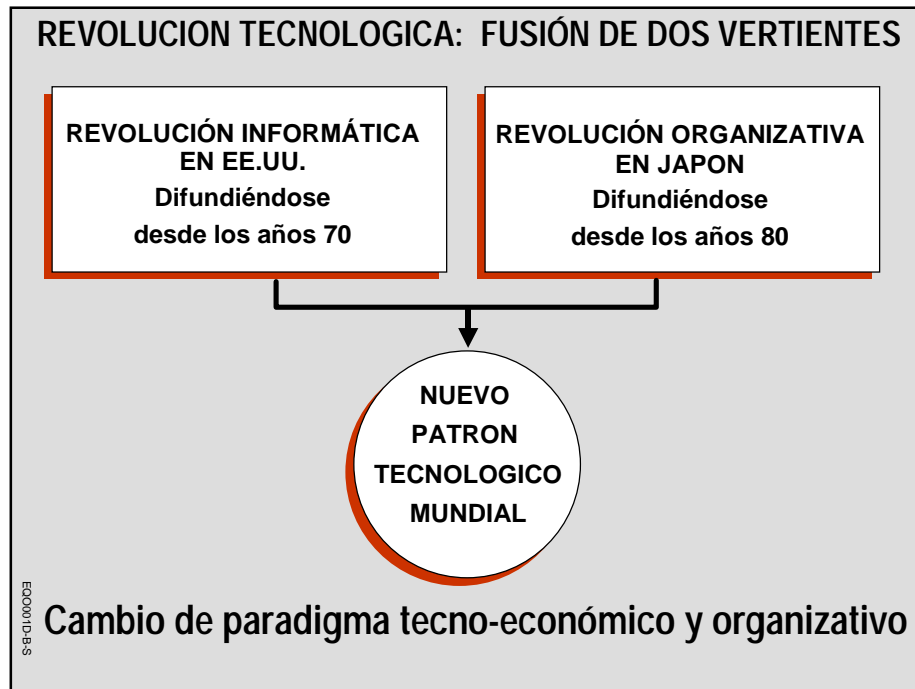 REVOLUCION TECNOLOGICA: FUSIÓN DE DOS VERTIENTES
REVOLUCIÓN INFORMÁTICA
EN EE.UU.
Difundiéndose
desde los años 70
REVOLUCIÓN ORGANIZATIVA
EN JAPON
Difundiéndose
desde los años 80
NUEVO
PATRON
TECNOLOGICO
MUNDIAL
EQO001D-B-S
Cambio de paradigma tecno-económico y organizativo